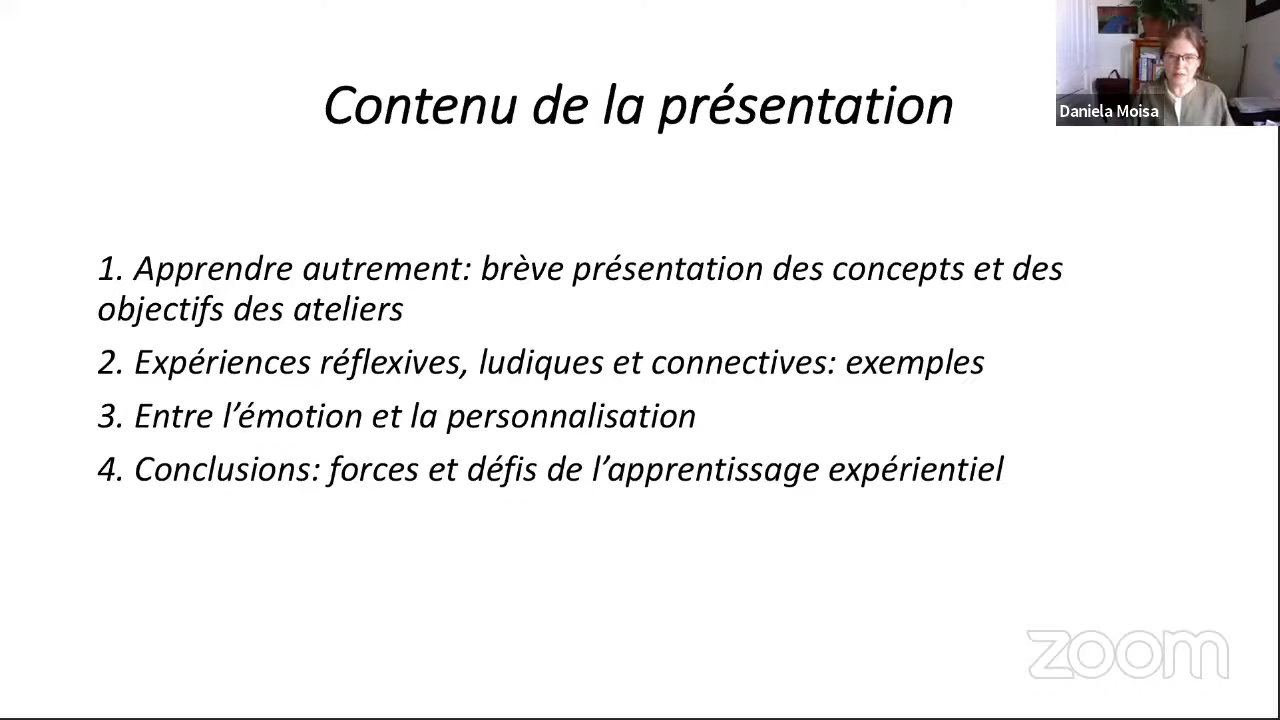 Contenu de la présentation
Daniela Moisa
1. Apprendre autrement: brève présentation des concepts et des
objectifs des ateliers
2. Expériences réflexives, ludiques et connectives: exemples
3. Entre l’émotion et la personnalisation
4. Conclusions: forces et défis de l’apprentissage expérientiel
zoom